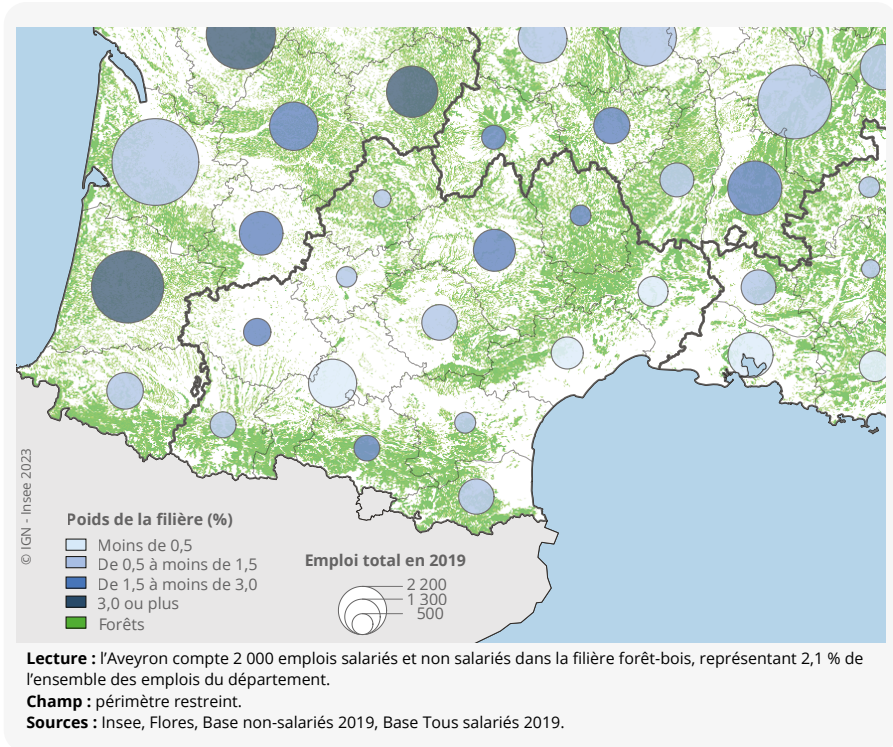 © IGN - Insee 2023
Poids de la filière (%)
Moins de 0,5
De 0,5 à moins de 1,5
De 1,5 à moins de 3,0
3,0 ou plus
Forêts
Emploi total en 2019
2 200
1 300
500
Lecture : l’Aveyron compte 2 000 emplois salariés et non salariés dans la filière forêt-bois, représentant 2,1 % de
l’ensemble des emplois du département.
Champ : périmètre restreint.
Sources : Insee, Flores, Base non-salariés 2019, Base Tous salariés 2019.